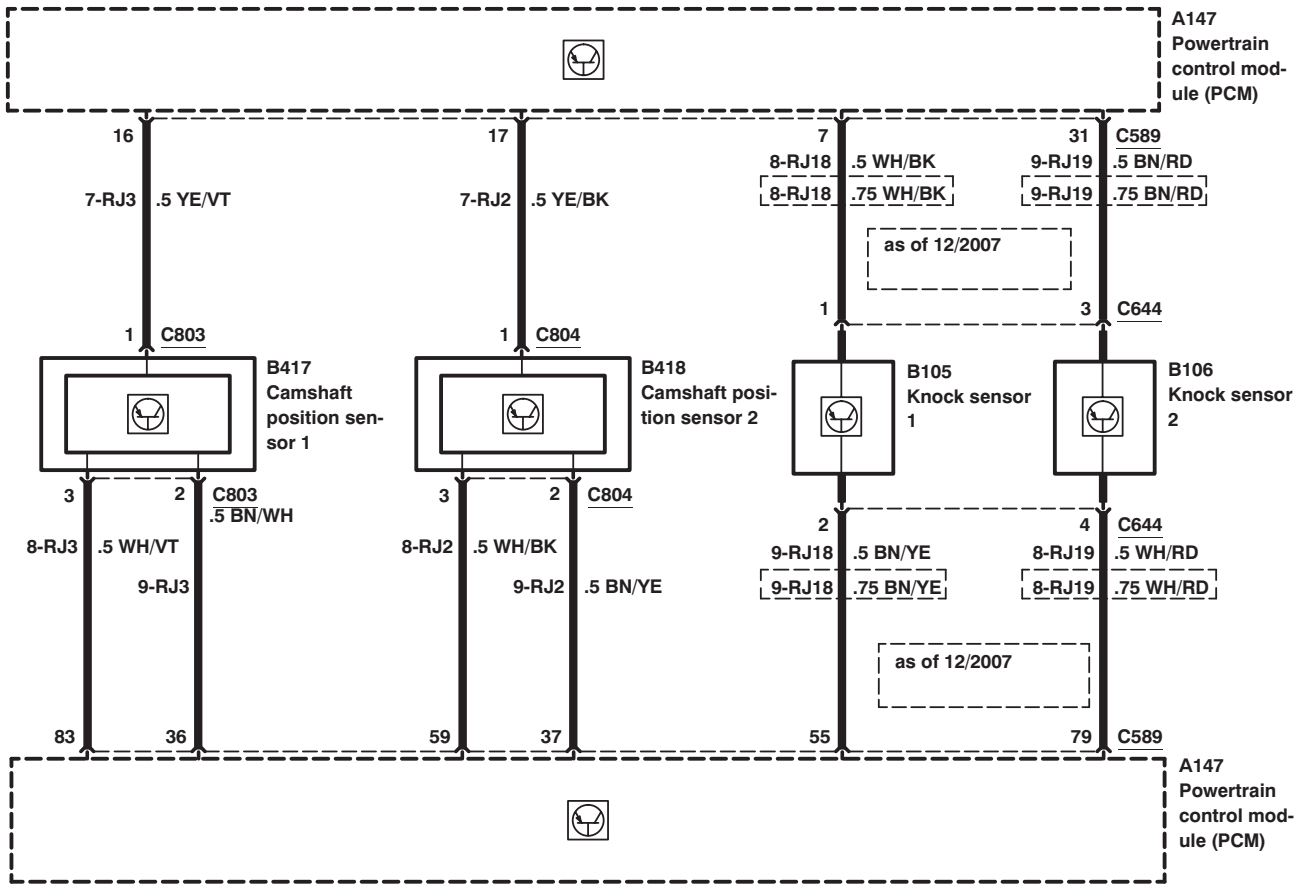 A147
Powertrain
control mod-
ule (PCM)
16
17
7
31
C589
8-RJ18 .5 WH/BK
9-RJ19 .5 BN/RD
7-RJ3 .5 YE/VT
7-RJ2 .5 YE/BK
8-RJ18 .75 WH/BK
9-RJ19 .75 BN/RD
as of 12/2007
1
3
C644
1
C803
1
C804
B417
Camshaft
position sen-
sor 1
B418
Camshaft posi-
tion sensor 2
B105
Knock sensor
1
B106
Knock sensor
2
3
2
C803
.5 BN/WH
3
2
C804
2
4
C644
8-RJ3 .5 WH/VT
8-RJ2 .5 WH/BK
9-RJ18 .5 BN/YE
8-RJ19 .5 WH/RD
9-RJ3
9-RJ2 .5 BN/YE
9-RJ18 .75 BN/YE
8-RJ19 .75 WH/RD
as of 12/2007
83
36
59
37
55
79
C589
A147
Powertrain
control mod-
ule (PCM)